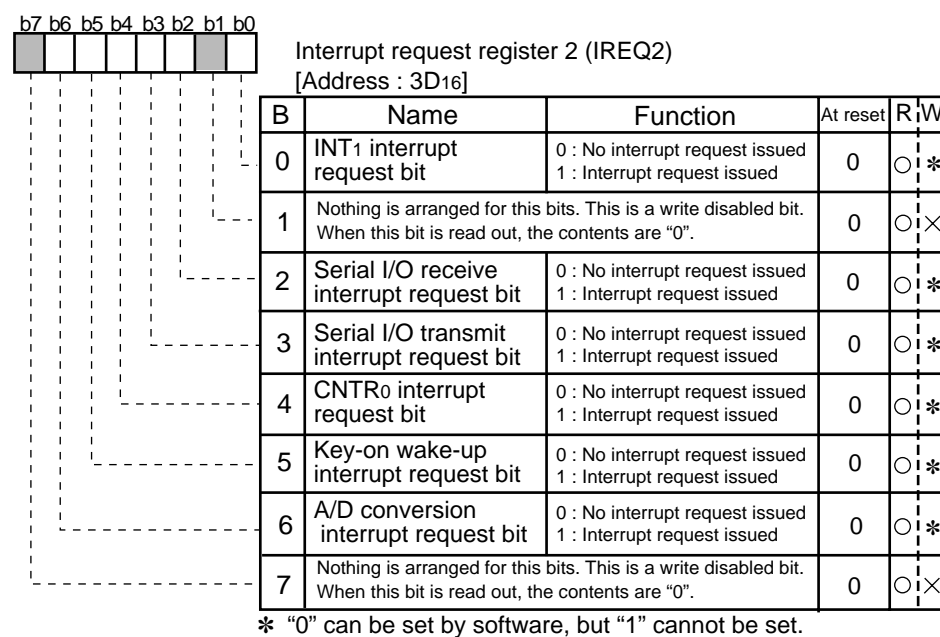 b7 b6 b5 b4 b3 b2 b1 b0
Interrupt request register 2 (IREQ2)
[Address : 3D16]
B Name Function At reset R W
0 INT1 interrupt request bit 0 : No interrupt request issued 1 : Interrupt request issued 0 ○ ✻
1 Nothing is arranged for this bits. This is a write disabled bit. When this bit is read out, the contents are “0”. 0 ○ ×
2 Serial I/O receive interrupt request bit 0 : No interrupt request issued 1 : Interrupt request issued 0 ○ ✻
3 Serial I/O transmit interrupt request bit 0 : No interrupt request issued 1 : Interrupt request issued 0 ○ ✻
4 CNTR0 interrupt request bit 0 : No interrupt request issued 1 : Interrupt request issued 0 ○ ✻
5 Key-on wake-up interrupt request bit 0 : No interrupt request issued 1 : Interrupt request issued 0 ○ ✻
6 A/D conversion interrupt request bit 0 : No interrupt request issued 1 : Interrupt request issued 0 ○ ✻
7 Nothing is arranged for this bits. This is a write disabled bit. When this bit is read out, the contents are “0”. 0 ○ ×
✻ “0” can be set by software, but “1” cannot be set.